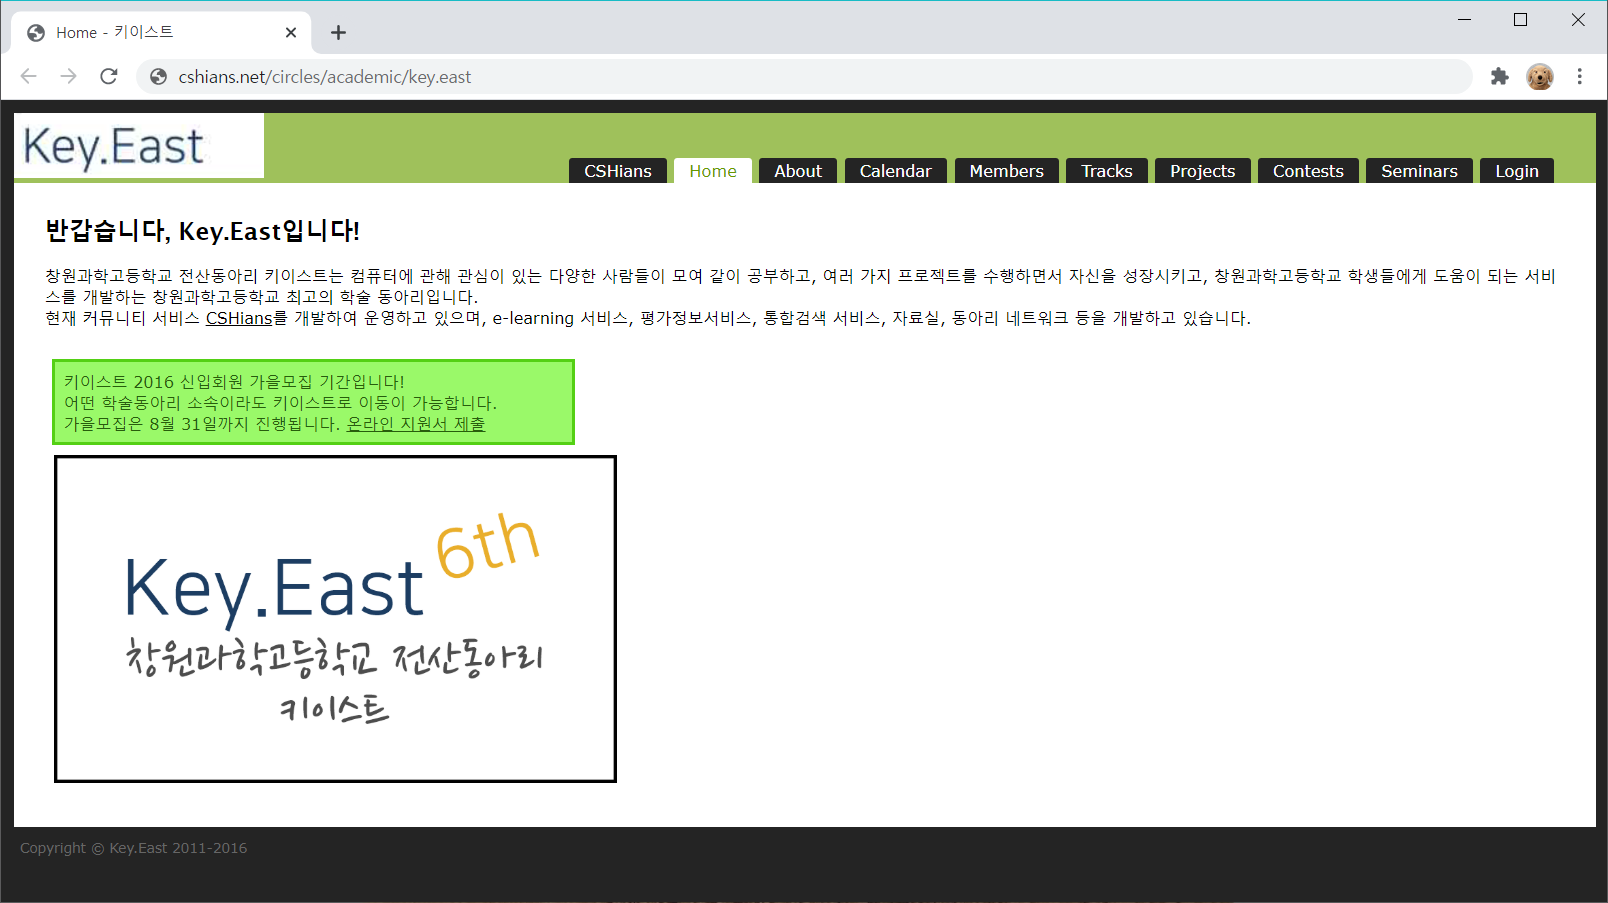 Home - 키이스트
cshians.net/circles/academic/key.east
Key.East
CSHians Home About Calendar Members Tracks Projects Contests Seminars Login
반갑습니다, Key.East입니다!
창원과학고등학교 전산동아리 키이스트는 컴퓨터에 관해 관심이 있는 다양한 사람들이 모여 같이 공부하고, 여러 가지 프로젝트를 수행하면서 자신을 성장시키고, 창원과학고등학교 학생들에게 도움이 되는 서비
스를 개발하는 창원과학고등학교 최고의 학술 동아리입니다.
현재 커뮤니티 서비스 CSHians를 개발하여 운영하고 있으며, e-learning 서비스, 평가정보서비스, 통합검색 서비스, 자료실, 동아리 네트워크 등을 개발하고 있습니다.
키이스트 2016 신입회원 가을모집 기간입니다!
어떤 학술동아리 소속이라도 키이스트로 이동이 가능합니다.
가을모집은 8월 31일까지 진행됩니다. 온라인 지원서 제출
Key.East 6th
창원과학고등학교 전산동아리
키이스트
Copyright © Key.East 2011-2016